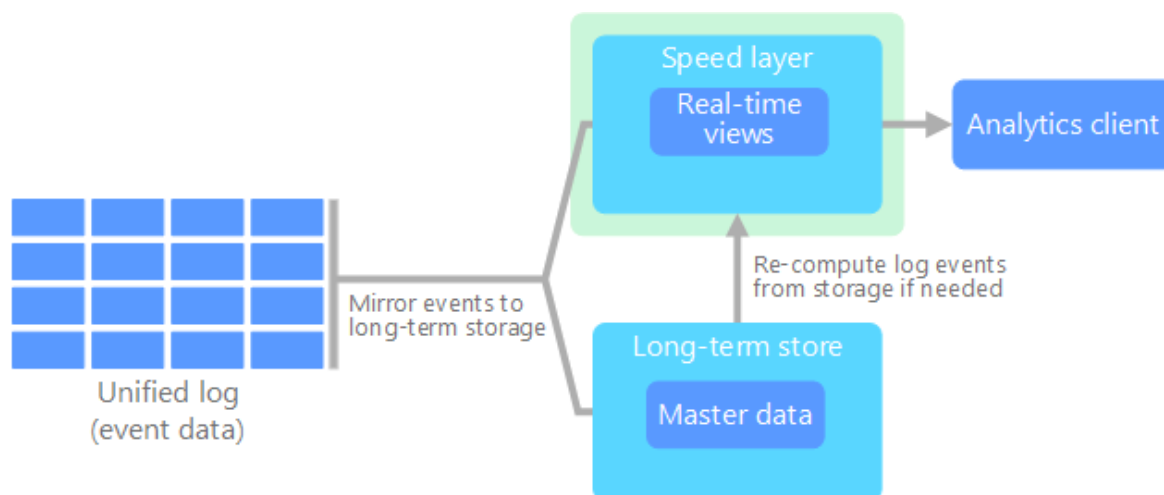 Speed layer
Real-time
views
Analytics client
Re-compute log events
from storage if needed
Mirror events to
long-term storage
Unified log
(event data)
Long-term store
Master data